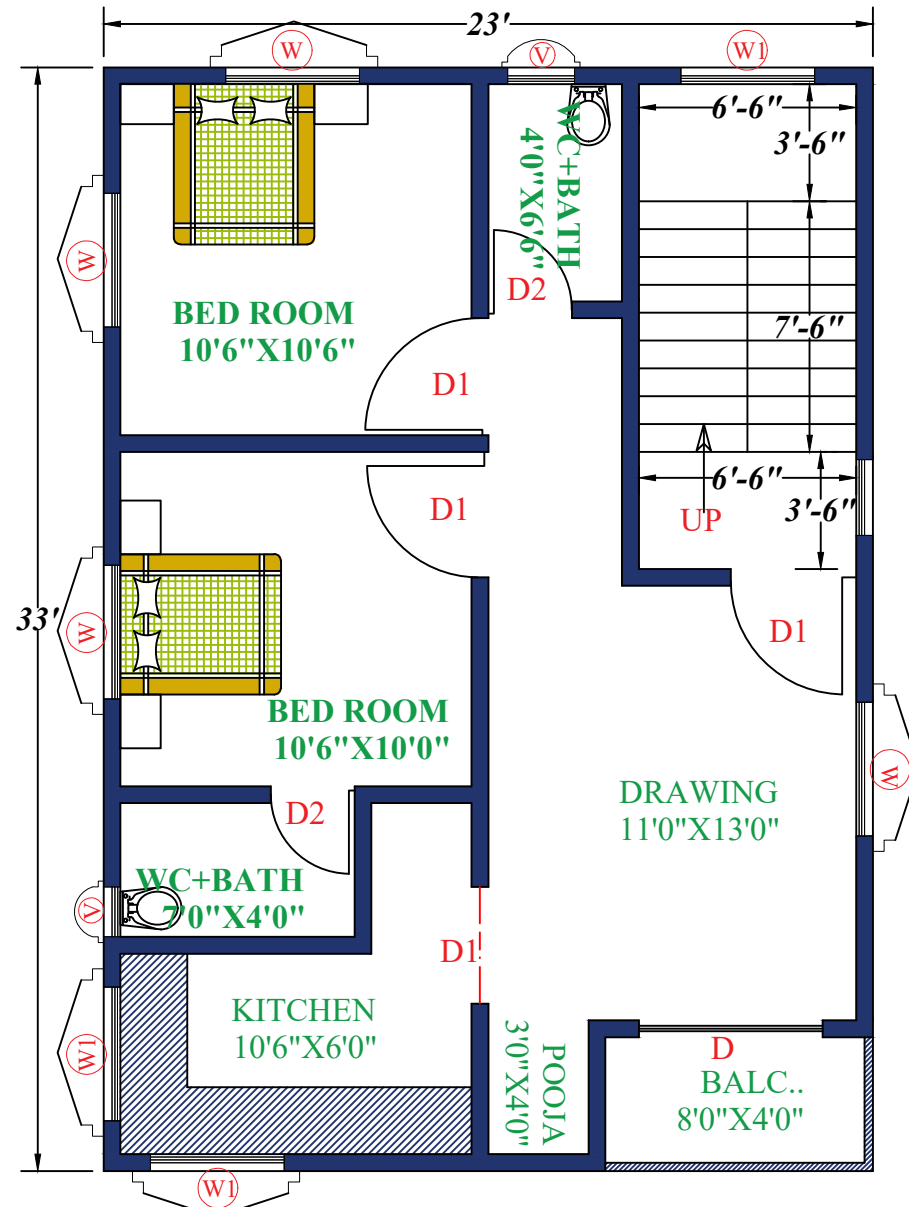 23'
W
V
W1
6'-6"
3'-6"
WC+BATH
4'0"X6'6"
W
D2
BED ROOM
10'6"X10'6"
7'-6"
D1
6'-6"
D1
3'-6"
UP
33'
W
D1
BED ROOM
10'6"X10'0"
W
DRAWING
11'0"X13'0"
D2
WC+BATH
7'0"X4'0"
V
D1
KITCHEN
10'6"X6'0"
W1
POOJA
3'0"X4'0"
D
BALC..
8'0"X4'0"
W1